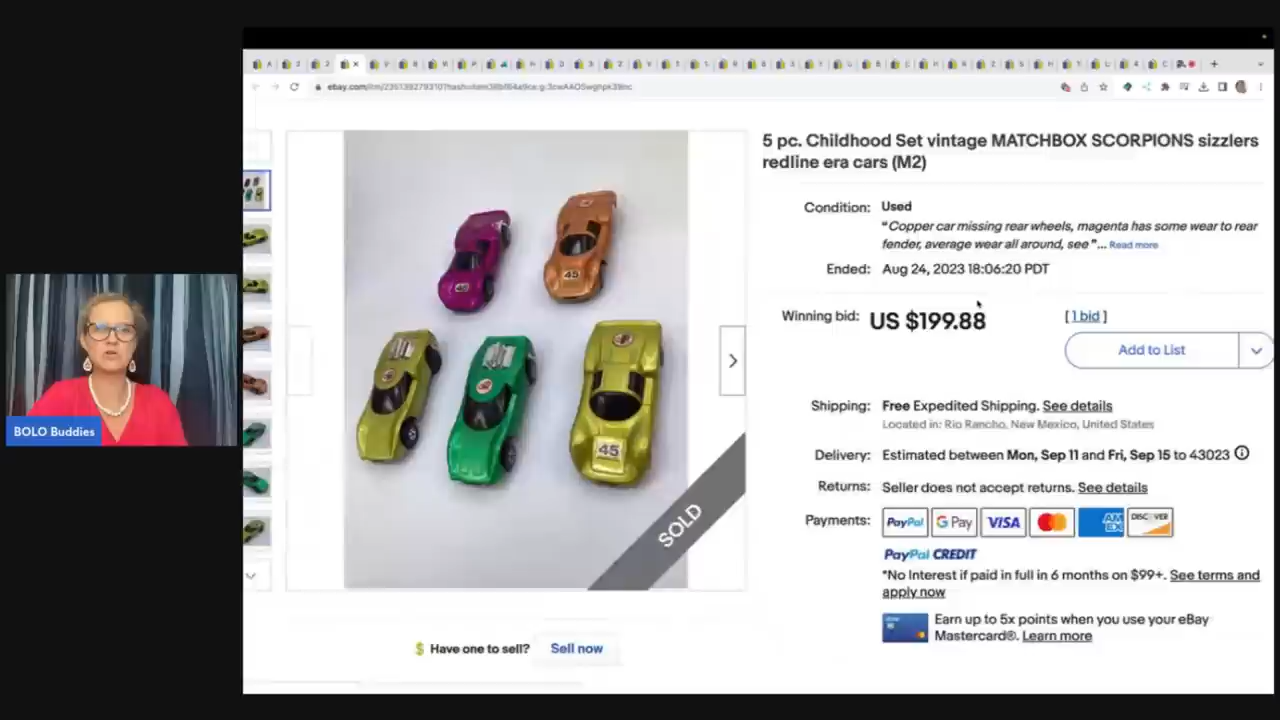 5 pc. Childhood Set vintage MATCHBOX SCORPIONS sizzlers
redline era cars (M2)
Condition: Used
"Copper car missing rear wheels, magenta has some wear to rear
fender, average wear all around, see "... Read more
Ended: Aug 24, 2023 18:06:20 PDT
Winning bid: US $199.88 [ 1 bid ]
Add to List
45
45
45
SOLD
Shipping: Free Expedited Shipping. See details
Located in: Rio Rancho, New Mexico, United States
Delivery: Estimated between Mon, Sep 11 and Fri, Sep 15 to 43023
Returns: Seller does not accept returns. See details
Payments: PayPal G Pay VISA AM EX DISCOVER
PayPal CREDIT
*No Interest if paid in full in 6 months on $99+. See terms and
apply now
Earn up to 5x points when you use your eBay
Mastercard®. Learn more
Have one to sell? Sell now
BOLO Buddies